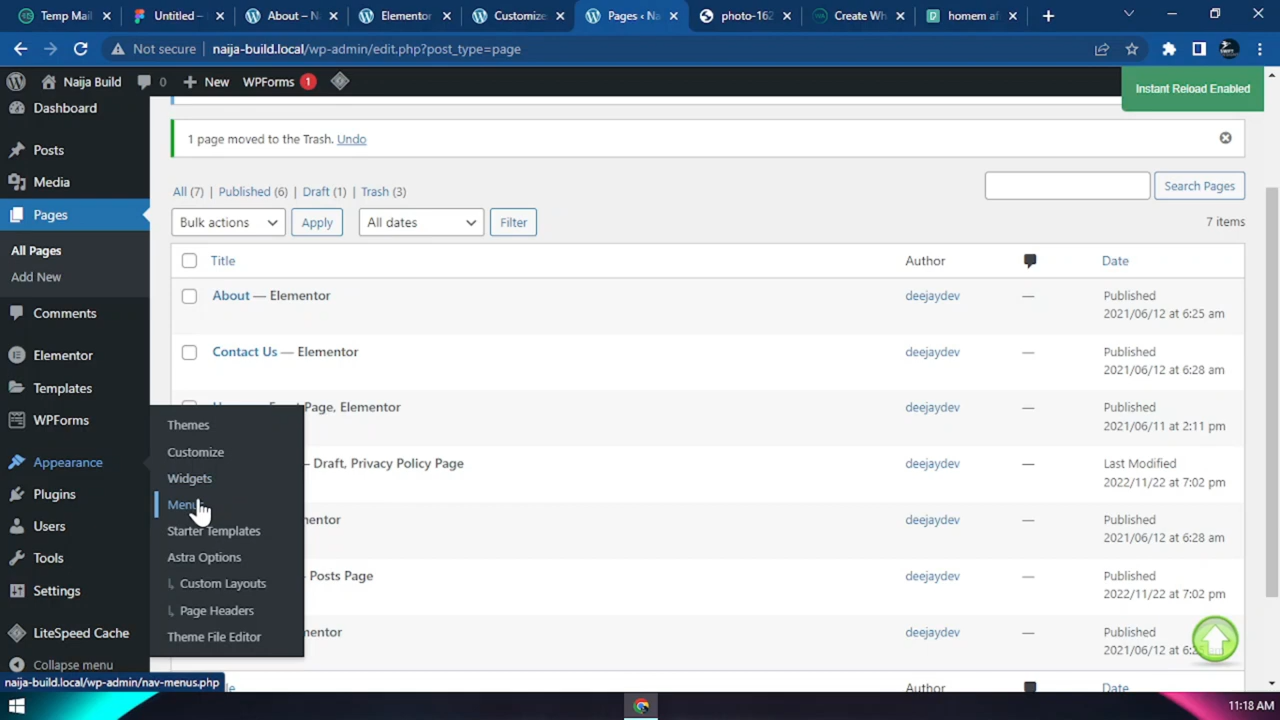 Temp Mail
Untitled –
About – N
Elementor
Customize
Pages ‹ Na
photo-162
Create Wh
homem af
Not secure
naija-build.local/wp-admin/edit.php?post_type=page
Naija Build
0
New
WPForms
1
Instant Reload Enabled
Dashboard
Posts
Media
Pages
All Pages
Add New
Comments
Elementor
Templates
WPForms
Appearance
Plugins
Users
Tools
Settings
LiteSpeed Cache
Collapse menu
Themes
Customize
Widgets
Menus
Starter Templates
Astra Options
Custom Layouts
Page Headers
Theme File Editor
1 page moved to the Trash. Undo
All (7) | Published (6) | Draft (1) | Trash (3)
Search Pages
Bulk actions
Apply
All dates
Filter
7 items
Title
Author
Date
About — Elementor
deejaydev
—
Published
2021/06/12 at 6:25 am
Contact Us — Elementor
deejaydev
—
Published
2021/06/12 at 6:28 am
Page, Elementor
deejaydev
—
Published
2021/06/11 at 2:11 pm
– Draft, Privacy Policy Page
deejaydev
—
Last Modified
2022/11/22 at 7:02 pm
mentor
deejaydev
—
Published
2021/06/12 at 6:28 am
– Posts Page
deejaydev
—
Published
2022/11/22 at 7:02 pm
mentor
deejaydev
—
Published
2021/06/12 at 6:2
Author
Date
naija-build.local/wp-admin/nav-menus.php
11:18 AM